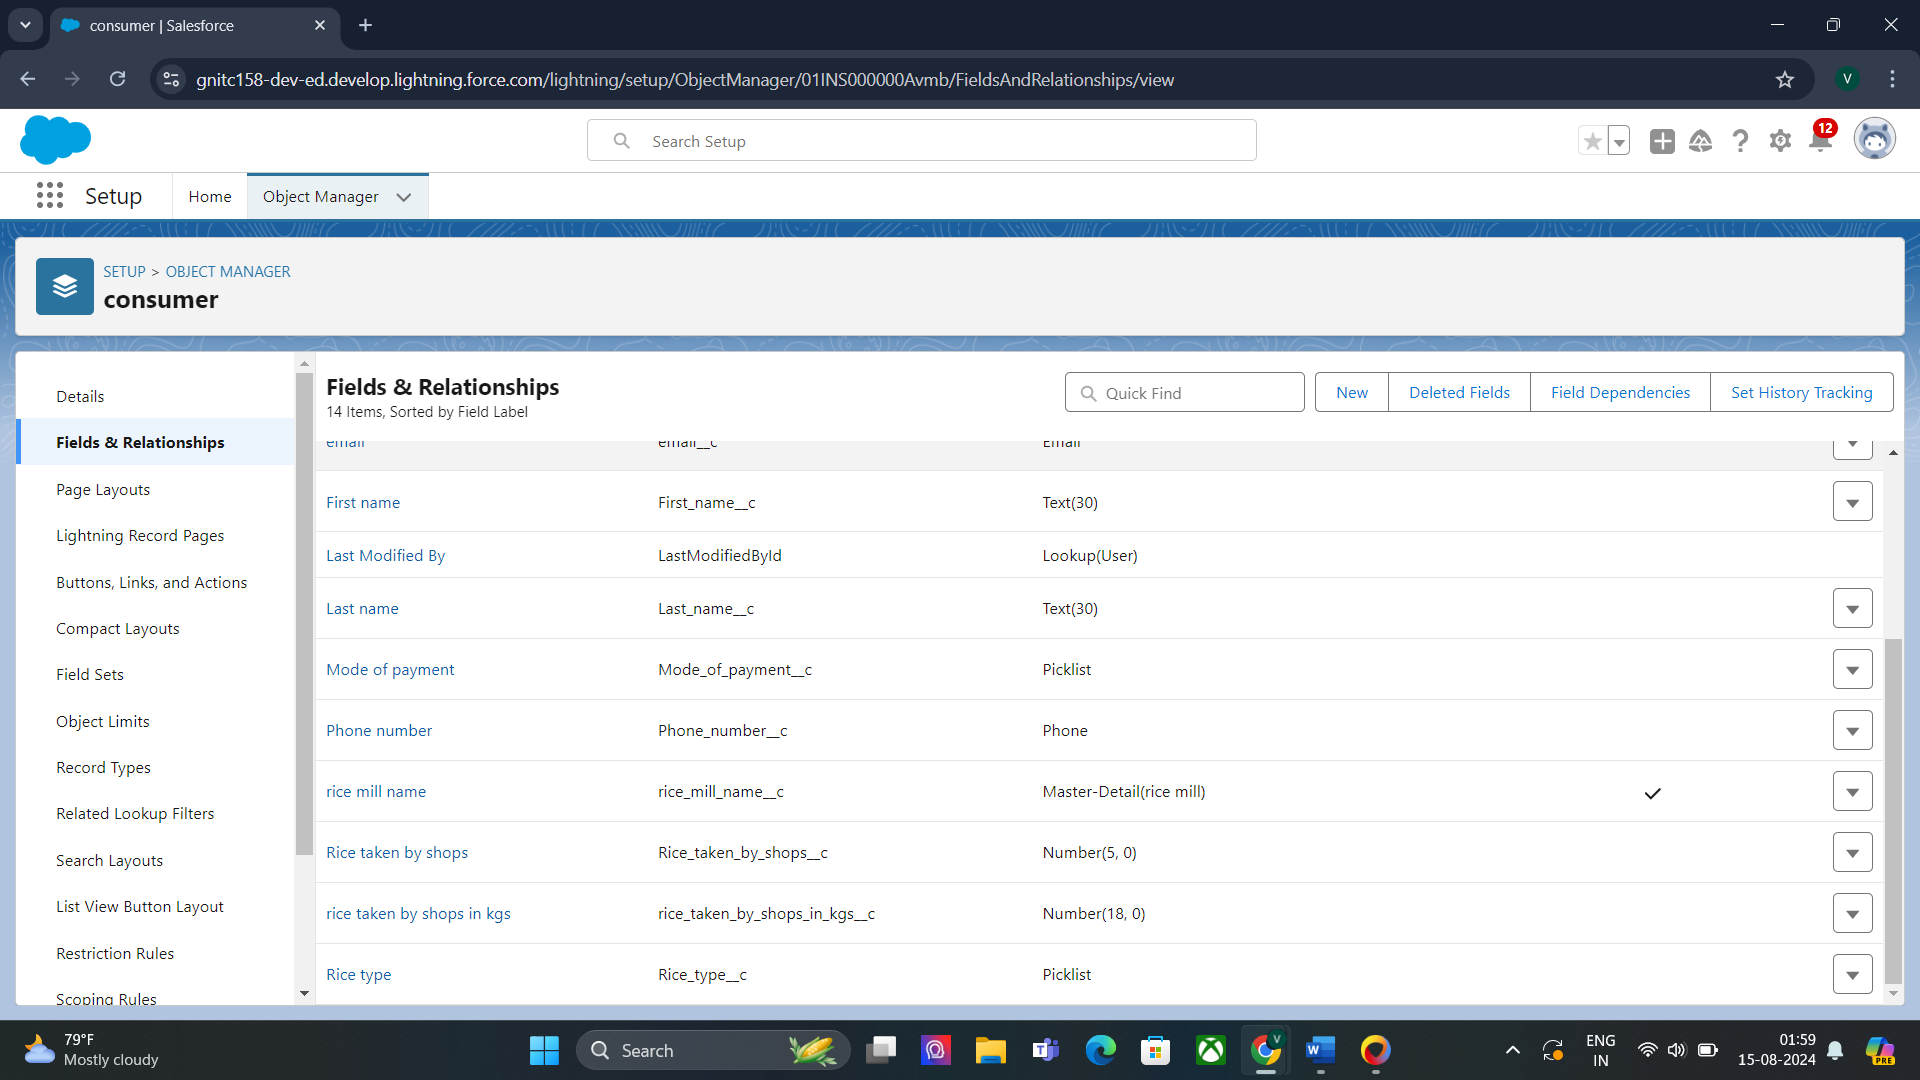 consumer | Salesforce
gnitc158-dev-ed.develop.lightning.force.com/lightning/setup/ObjectManager/01INS000000Avmb/FieldsAndRelationships/view
V
Search Setup
12
Setup
Home
Object Manager
SETUP > OBJECT MANAGER
consumer
Details
Fields & Relationships
Page Layouts
Lightning Record Pages
Buttons, Links, and Actions
Compact Layouts
Field Sets
Object Limits
Record Types
Related Lookup Filters
Search Layouts
List View Button Layout
Restriction Rules
Scoping Rules
Fields & Relationships
14 Items, Sorted by Field Label
Quick Find
New
Deleted Fields
Field Dependencies
Set History Tracking
email email__c Email
First name First_name__c Text(30)
Last Modified By LastModifiedById Lookup(User)
Last name Last_name__c Text(30)
Mode of payment Mode_of_payment__c Picklist
Phone number Phone_number__c Phone
rice mill name rice_mill_name__c Master-Detail(rice mill)
Rice taken by shops Rice_taken_by_shops__c Number(5, 0)
rice taken by shops in kgs rice_taken_by_shops_in_kgs__c Number(18, 0)
Rice type Rice_type__c Picklist
79°F
Mostly cloudy
Search
V
ENG
IN
01:59
15-08-2024
PRE